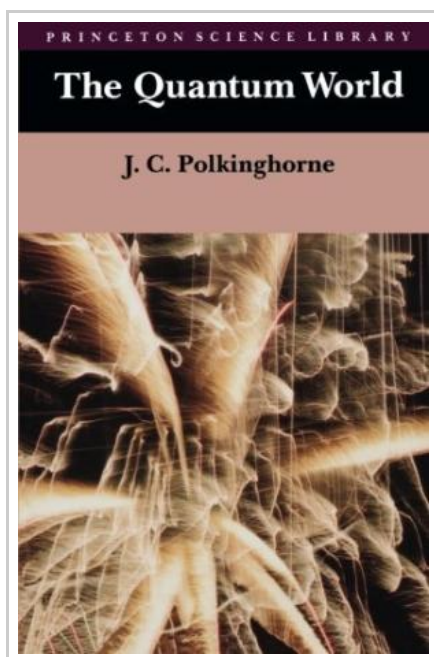 PRINCETON SCIENCE LIBRARY
The Quantum World
J. C. Polkinghorne